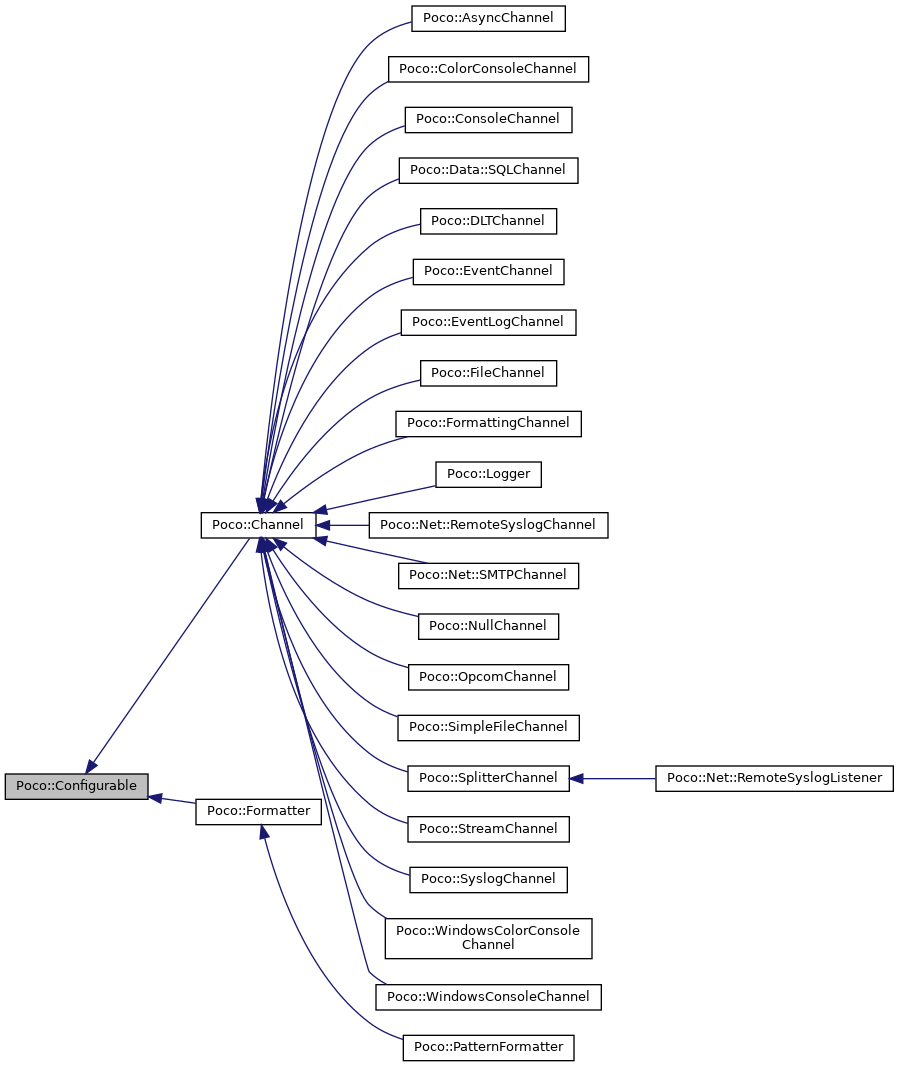 Poco::AsyncChannel
Poco::ColorConsoleChannel
Poco::ConsoleChannel
Poco::Data::SQLChannel
Poco::DLTChannel
Poco::EventChannel
Poco::EventLogChannel
Poco::FileChannel
Poco::FormattingChannel
Poco::Logger
Poco::Channel
Poco::Net::RemoteSyslogChannel
Poco::Net::SMTPChannel
Poco::NullChannel
Poco::OpcomChannel
Poco::SimpleFileChannel
Poco::SplitterChannel
Poco::Net::RemoteSyslogListener
Poco::Configurable
Poco::Formatter
Poco::StreamChannel
Poco::SyslogChannel
Poco::WindowsColorConsole
Channel
Poco::WindowsConsoleChannel
Poco::PatternFormatter